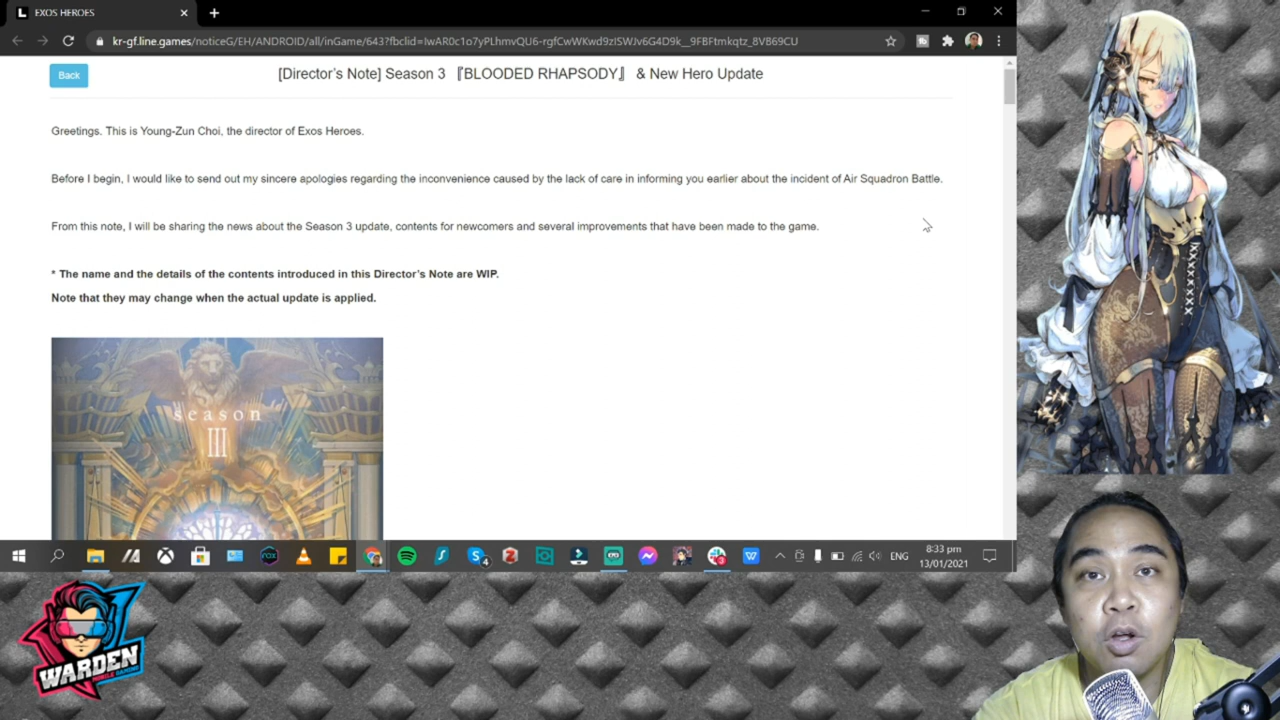 EXOS HEROES
kr-gf.line.games/noticeG/EH/ANDROID/all/inGame/643?fbclid=IwAR0c1o7yPLhmvQU6-rgfCwWKwd9zISWJv6G4D9k__9FBFtmkqtz_8VB69CU
Back
[Director's Note] Season 3 『BLOODED RHAPSODY』 & New Hero Update
Greetings. This is Young-Zun Choi, the director of Exos Heroes.
Before I begin, I would like to send out my sincere apologies regarding the inconvenience caused by the lack of care in informing you earlier about the incident of Air Squadron Battle.
From this note, I will be sharing the news about the Season 3 update, contents for newcomers and several improvements that have been made to the game.
* The name and the details of the contents introduced in this Director's Note are WIP.
Note that they may change when the actual update is applied.
season
III
ENG
8:33 pm
13/01/2021
WARDEN
MOBILE GAMING